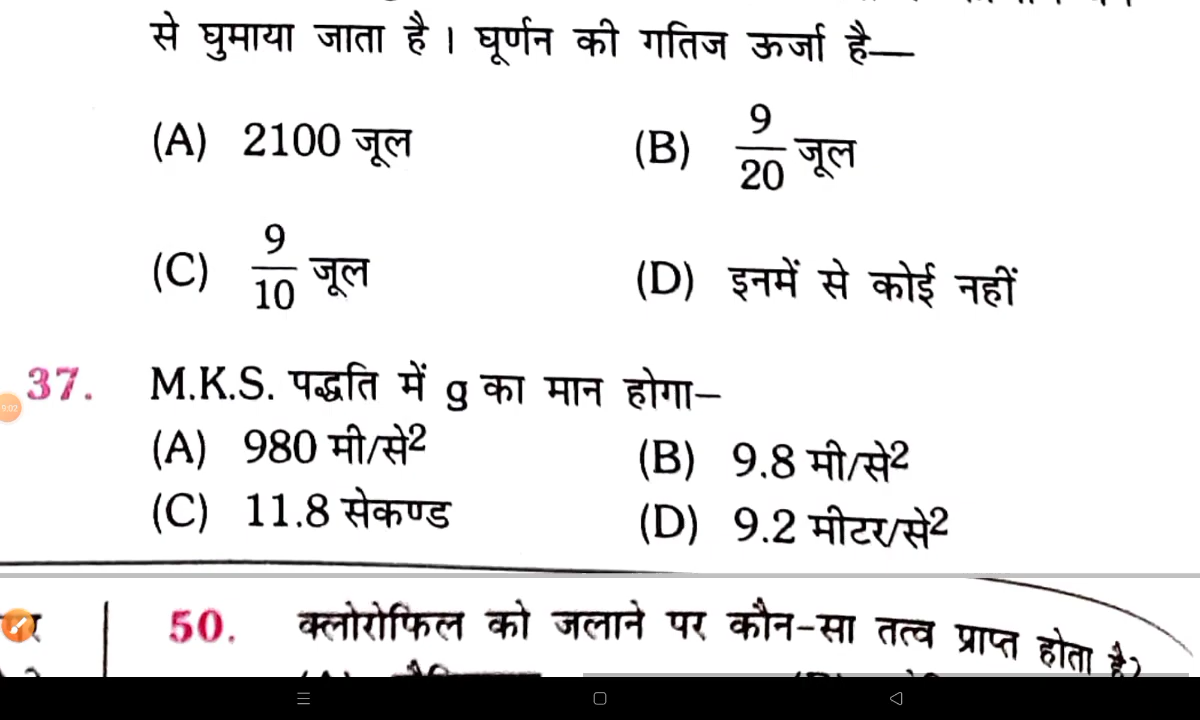 से घुमाया जाता है । घूर्णन की गतिज ऊर्जा है—
(A) 2100 जूल (B) 9/20 जूल
(C) 9/10 जूल (D) इनमें से कोई नहीं
37. M.K.S. पद्धति में g का मान होगा–
(A) 980 मी/से² (B) 9.8 मी/से²
(C) 11.8 सेकण्ड (D) 9.2 मीटर/से²
50. क्लोरोफिल को जलाने पर कौन-सा तत्व प्राप्त होता है?